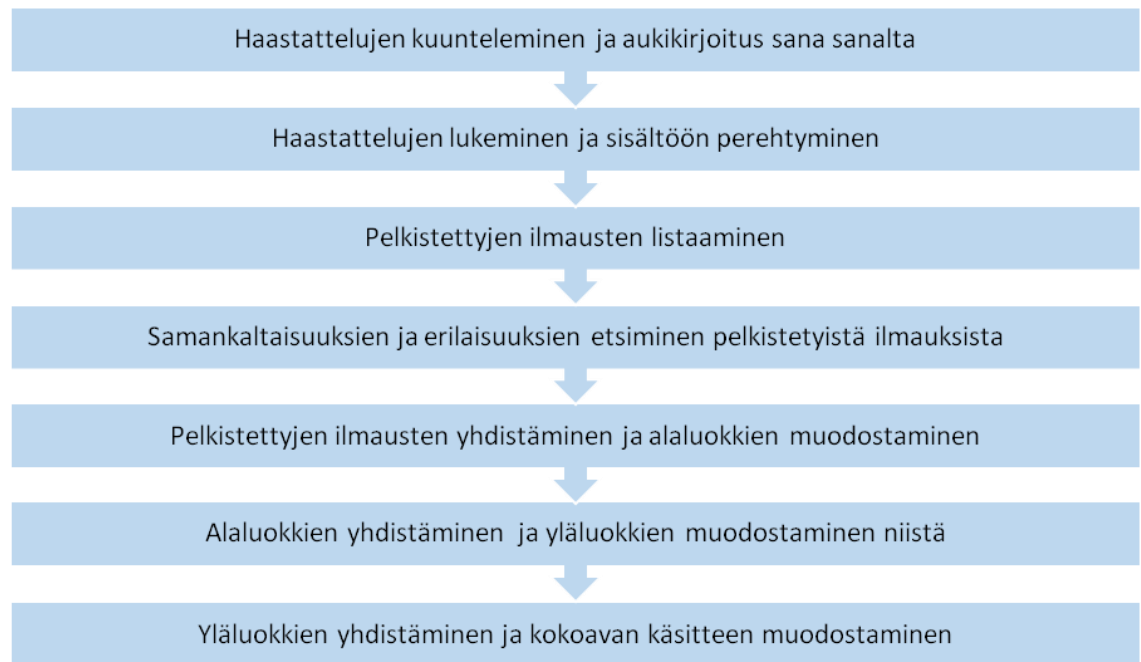 Haastattelujen kuunteleminen ja aukikirjoitus sana sanalta
Haastattelujen lukeminen ja sisältöön perehtyminen
Pelkistettyjen ilmausten listaaminen
Samankaltaisuuksien ja erilaisuuksien etsiminen pelkistetyistä ilmauksista
Pelkistettyjen ilmausten yhdistäminen ja alaluokkien muodostaminen
Alaluokkien yhdistäminen ja yläluokkien muodostaminen niistä
Yläluokkien yhdistäminen ja kokoavan käsitteen muodostaminen